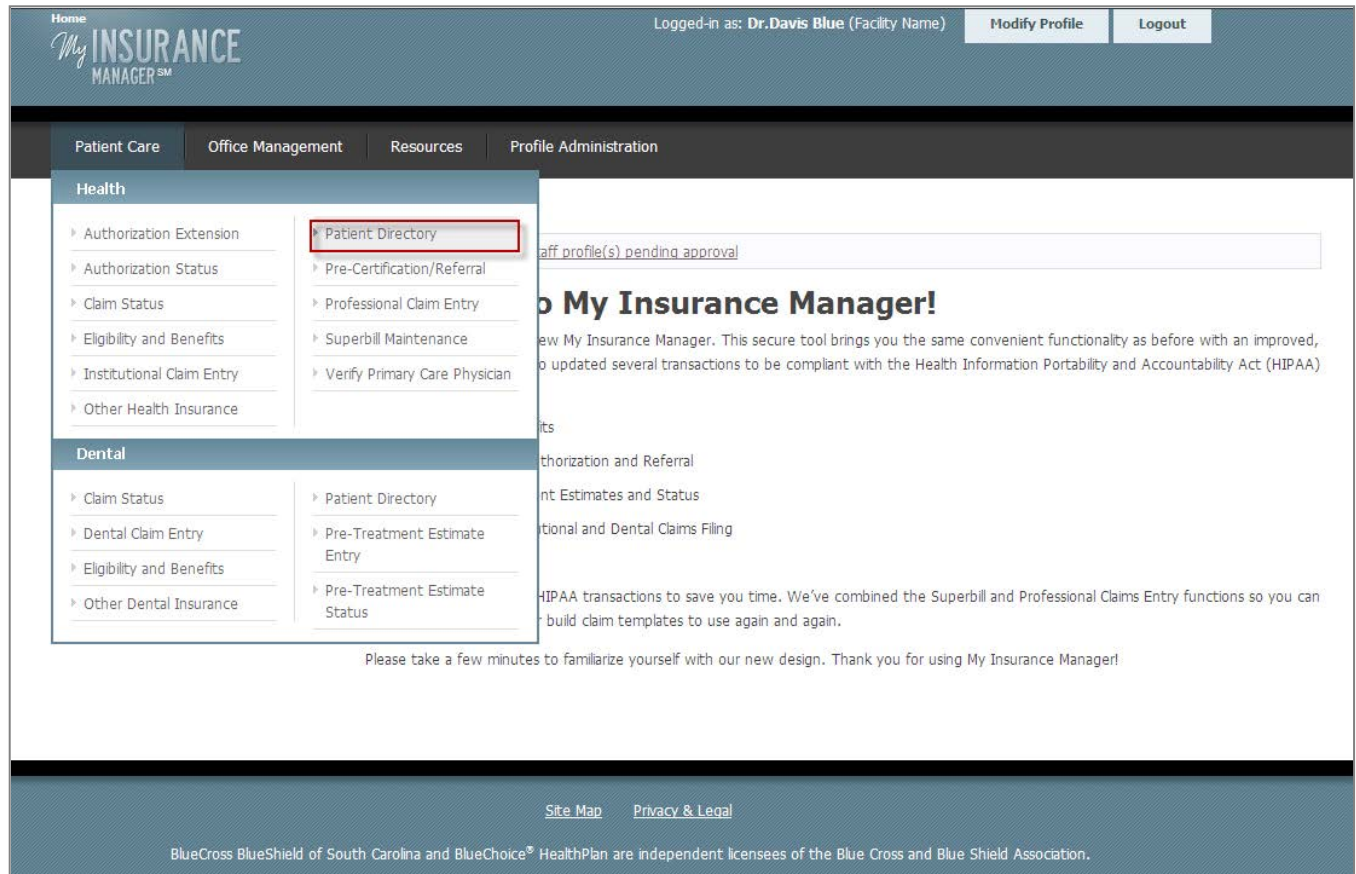 Home
My INSURANCE
MANAGER℠
Logged-in as: Dr.Davis Blue (Facility Name)
Modify Profile
Logout
Patient Care
Office Management
Resources
Profile Administration
Health
Authorization Extension
Authorization Status
Claim Status
Eligibility and Benefits
Institutional Claim Entry
Other Health Insurance
Patient Directory
Pre-Certification/Referral
Professional Claim Entry
Superbill Maintenance
Verify Primary Care Physician
Dental
Claim Status
Dental Claim Entry
Eligibility and Benefits
Other Dental Insurance
Patient Directory
Pre-Treatment Estimate
Entry
Pre-Treatment Estimate
Status
profile(s) pending approval
My Insurance Manager!
My Insurance Manager. This secure tool brings you the same convenient functionality as before with an improved,
updated several transactions to be compliant with the Health Information Portability and Accountability Act (HIPAA)
and Referral
Estimates and Status
and Dental Claims Filing
HIPAA transactions to save you time. We've combined the Superbill and Professional Claims Entry functions so you can
build claim templates to use again and again.
Please take a few minutes to familiarize yourself with our new design. Thank you for using My Insurance Manager!
Site Map
Privacy & Legal
BlueCross BlueShield of South Carolina and BlueChoice® HealthPlan are independent licensees of the Blue Cross and Blue Shield Association.